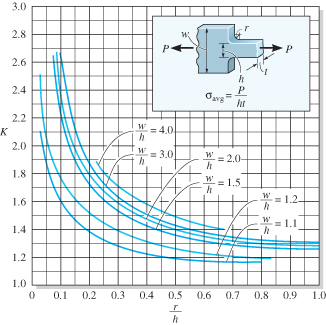 3.0
2.8
2.6
2.4
2.2
2.0
1.8
1.6
1.4
1.2
1.0
K
0 0.1 0.2 0.3 0.4 0.5 0.6 0.7 0.8 0.9 1.0
r/h
P w r P
h t
σavg = P/ht
w/h = 4.0
w/h = 3.0
w/h = 2.0
w/h = 1.5
w/h = 1.2
w/h = 1.1